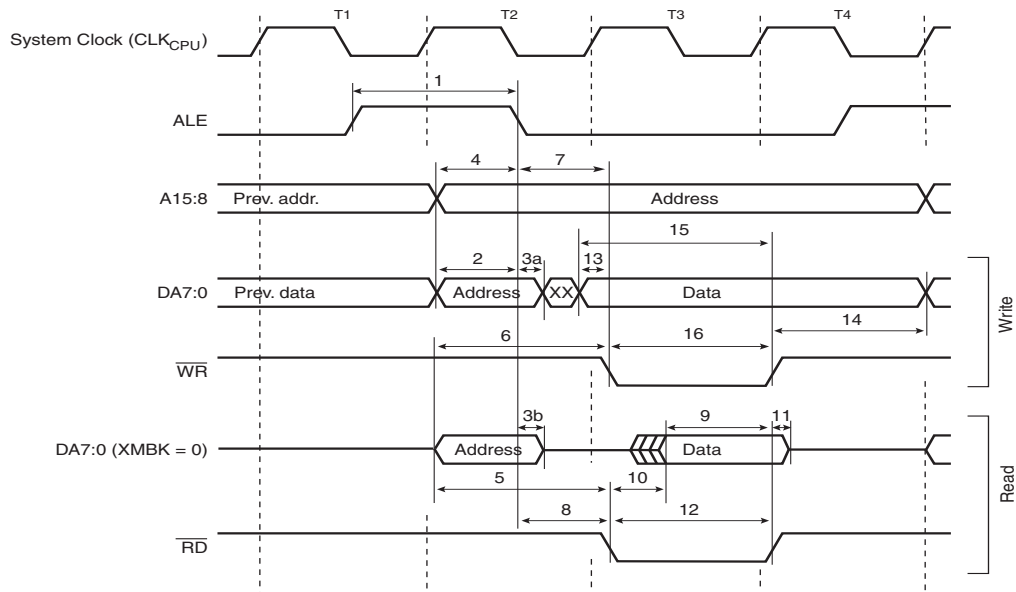 T1 T2 T3 T4
System Clock (CLKCPU)
1
ALE
4 7
A15:8 Prev. addr. Address
15
2 3a 13
DA7:0 Prev. data Address XX Data
14
6 16
WR
Write
3b 9 11
DA7:0 (XMBK = 0) Address Data
5 10
8 12
RD
Read